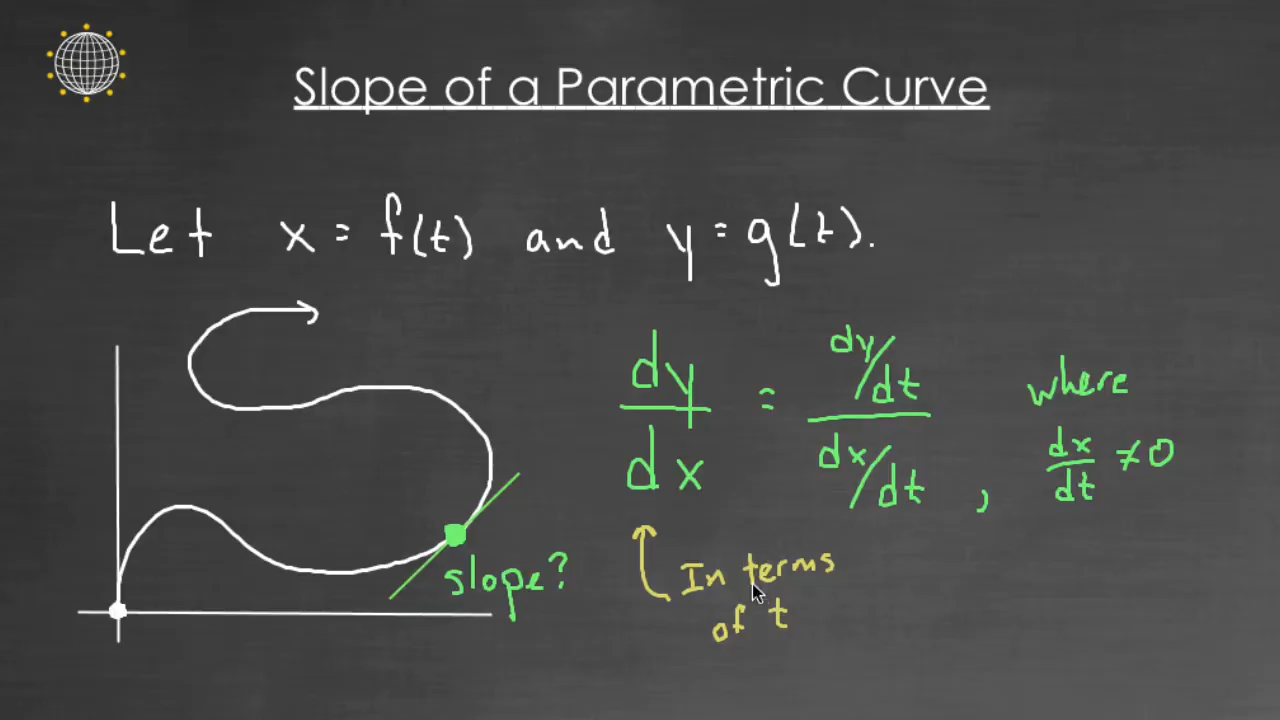 Slope of a Parametric Curve
Let x = f(t) and y = g(t).
dy/dx = (dy/dt)/(dx/dt), where dx/dt ≠ 0
slope?
In terms
of t